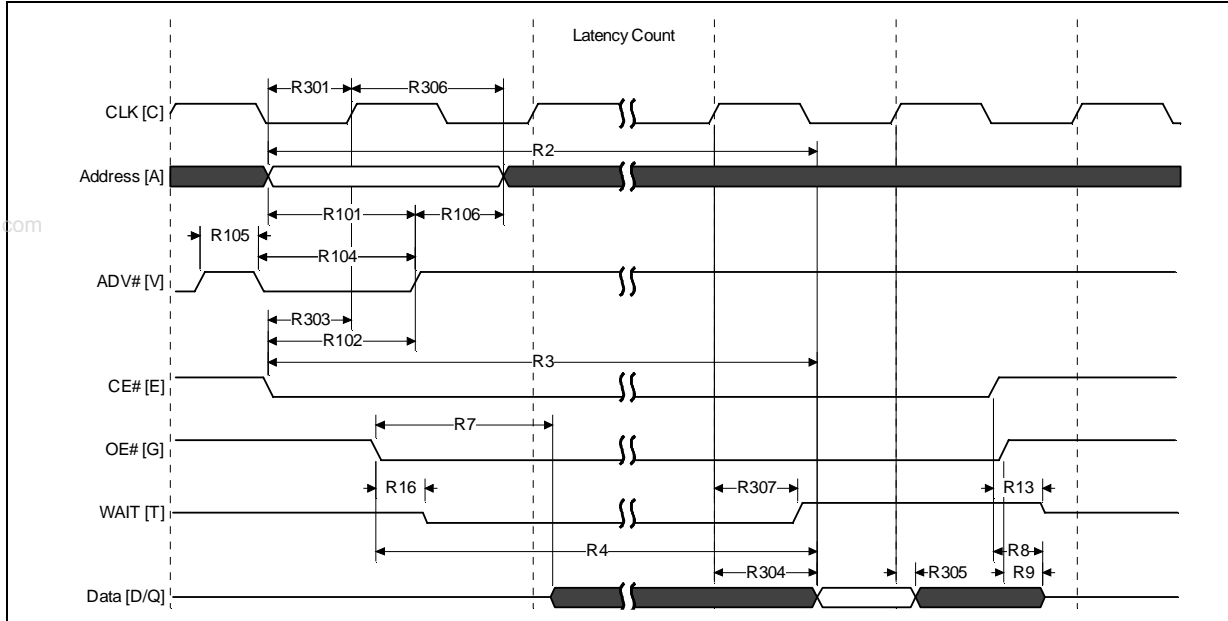 Latency Count
R301
R306
CLK [C]
R2
Address [A]
R101
R106
com
R105
R104
ADV# [V]
R303
R102
R3
CE# [E]
R7
OE# [G]
R16
R307
R13
WAIT [T]
R4
R8
R304
R305
R9
Data [D/Q]